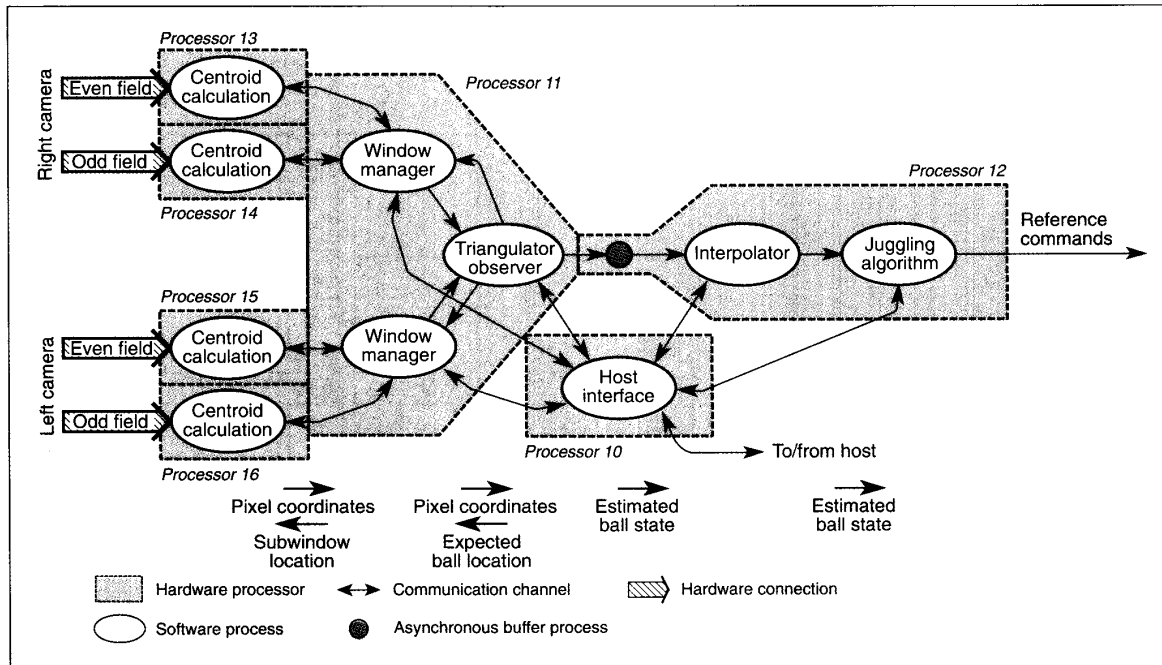 Processor 13
Right camera
Even field
Centroid
calculation
Odd field
Centroid
calculation
Processor 14
Processor 11
Window
manager
Triangulator
observer
Window
manager
Processor 12
Interpolator
Juggling
algorithm
Reference
commands
Processor 15
Left camera
Even field
Centroid
calculation
Odd field
Centroid
calculation
Processor 16
Host
interface
Processor 10
To/from host
Pixel coordinates
Subwindow
location
Pixel coordinates
Expected
ball location
Estimated
ball state
Estimated
ball state
Hardware processor
Communication channel
Hardware connection
Software process
Asynchronous buffer process